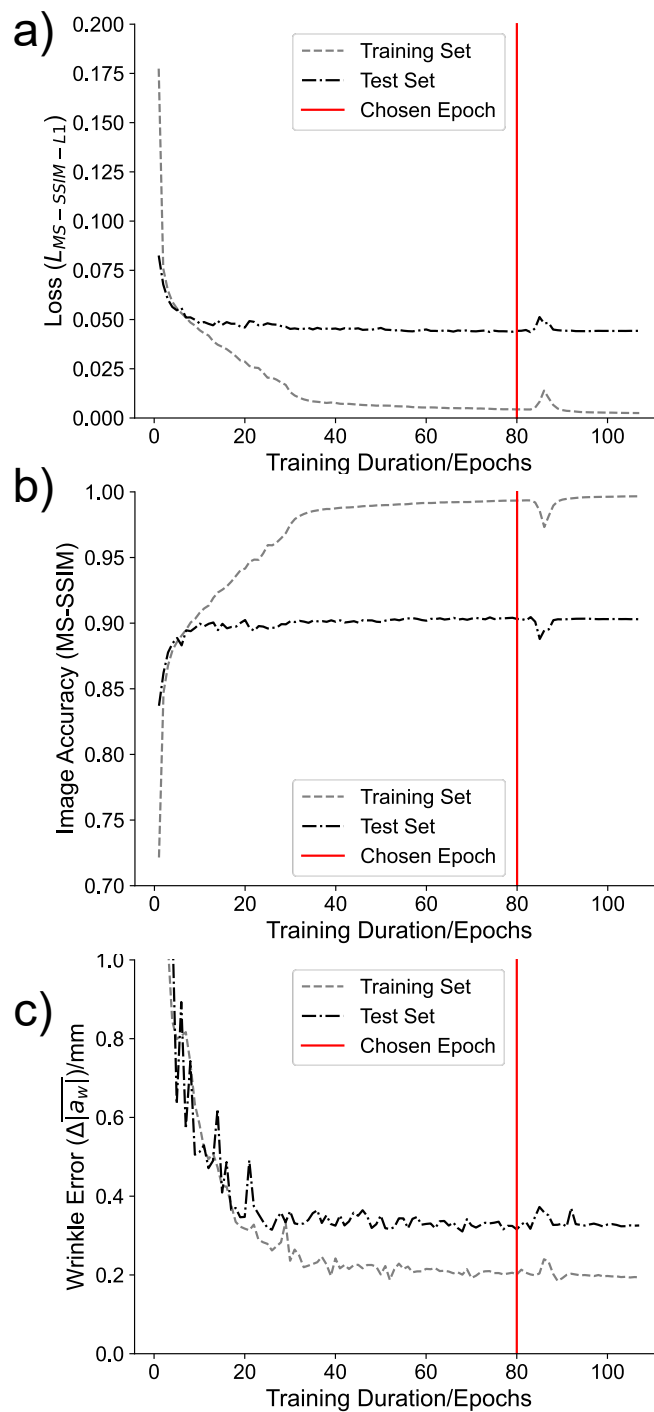 a)
0.200
0.175
0.150
0.125
0.100
0.075
0.050
0.025
0.000
Loss (L_{MS−SSIM−L1})
Training Set
Test Set
Chosen Epoch
0 20 40 60 80 100
Training Duration/Epochs
b)
1.00
0.95
0.90
0.85
0.80
0.75
0.70
Image Accuracy (MS-SSIM)
Training Set
Test Set
Chosen Epoch
0 20 40 60 80 100
Training Duration/Epochs
c)
1.0
0.8
0.6
0.4
0.2
0.0
Wrinkle Error (Δ\overline{|a_w|})/mm
Training Set
Test Set
Chosen Epoch
0 20 40 60 80 100
Training Duration/Epochs